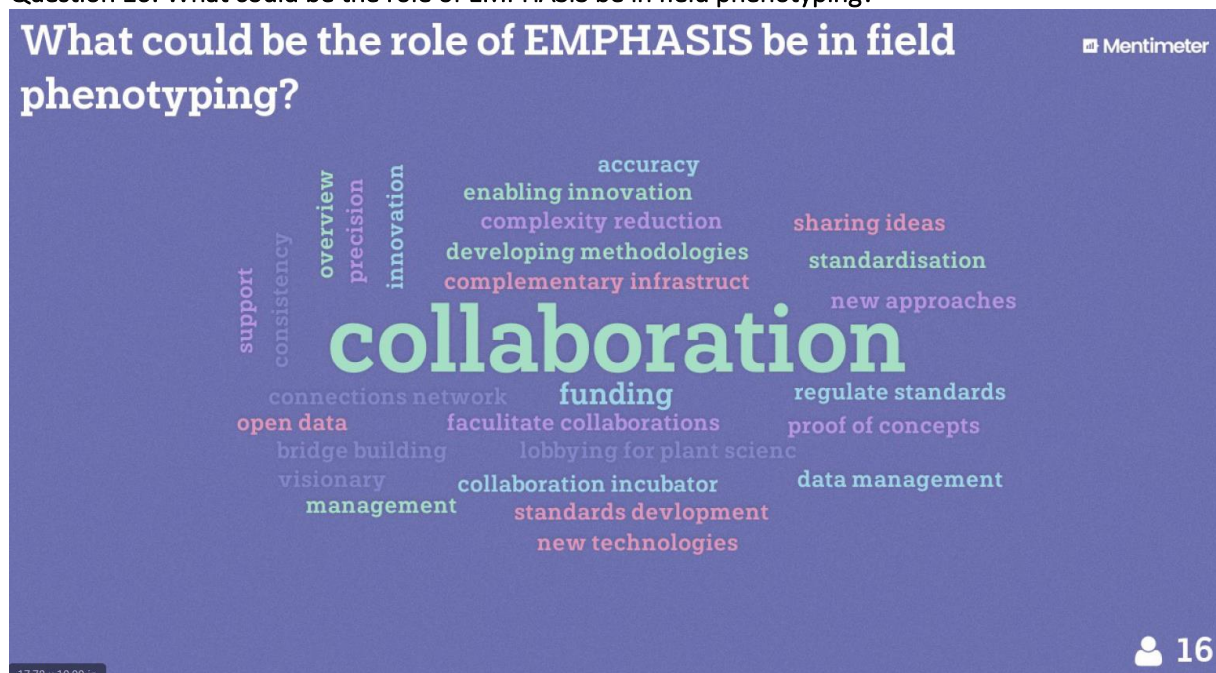 What could be the role of EMPHASIS be in field
phenotyping?
Mentimeter
accuracy
enabling innovation
complexity reduction
sharing ideas
developing methodologies
standardisation
complementary infrastruct
new approaches
overview
precision
innovation
support
consistency
collaboration
connections network
funding
regulate standards
open data
faculitate collaborations
proof of concepts
bridge building
lobbying for plant scienc
visionary
collaboration incubator
data management
management
standards devlopment
new technologies
16